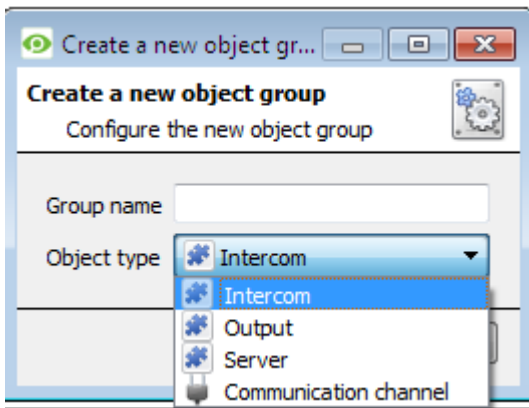 Create a new object gr...
Create a new object group
Configure the new object group
Group name
Object type Intercom
Intercom
Output
Server
Communication channel